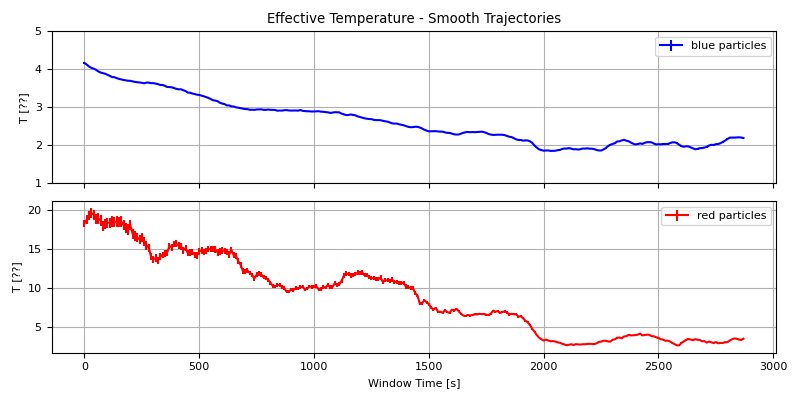 Effective Temperature - Smooth Trajectories
5
4
3
2
1
T [??]
blue particles
20
15
10
5
T [??]
red particles
0 500 1000 1500 2000 2500 3000
Window Time [s]